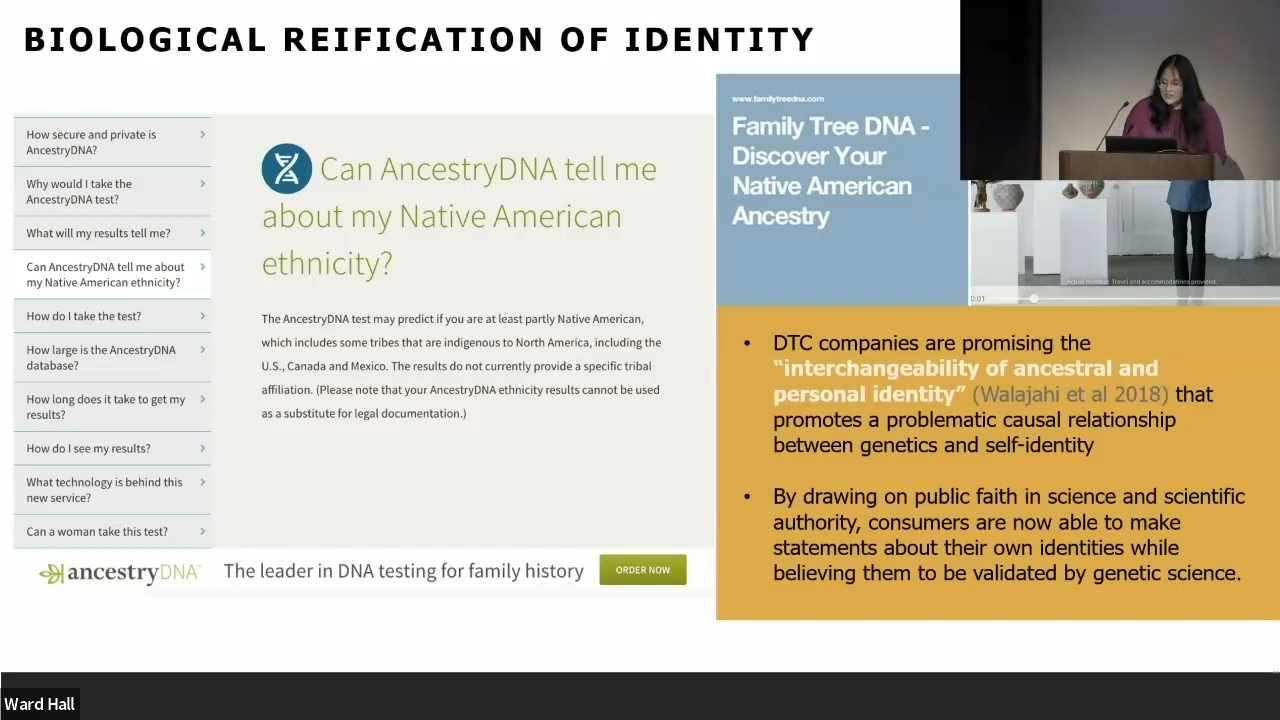 BIOLOGICAL REIFICATION OF IDENTITY
How secure and private is
AncestryDNA?
Why would I take the
AncestryDNA test?
What will my results tell me?
Can AncestryDNA tell me about
my Native American ethnicity?
How do I take the test?
How large is the AncestryDNA
database?
How long does it take to get my
results?
How do I see my results?
What technology is behind this
new service?
Can a woman take this test?
Can AncestryDNA tell me
about my Native American
ethnicity?
The AncestryDNA test may predict if you are at least partly Native American,
which includes some tribes that are indigenous to North America, including the
U.S., Canada and Mexico. The results do not currently provide a specific tribal
affiliation. (Please note that your AncestryDNA ethnicity results cannot be used
as a substitute for legal documentation.)
ancestryDNA
The leader in DNA testing for family history
ORDER NOW
www.familytreedna.com
Family Tree DNA -
Discover Your
Native American
Ancestry
Actual member. Travel and accommodations provided.
0:01
• DTC companies are promising the
“interchangeability of ancestral and
personal identity” (Walajahi et al 2018) that
promotes a problematic causal relationship
between genetics and self-identity
• By drawing on public faith in science and scientific
authority, consumers are now able to make
statements about their own identities while
believing them to be validated by genetic science.
Ward Hall